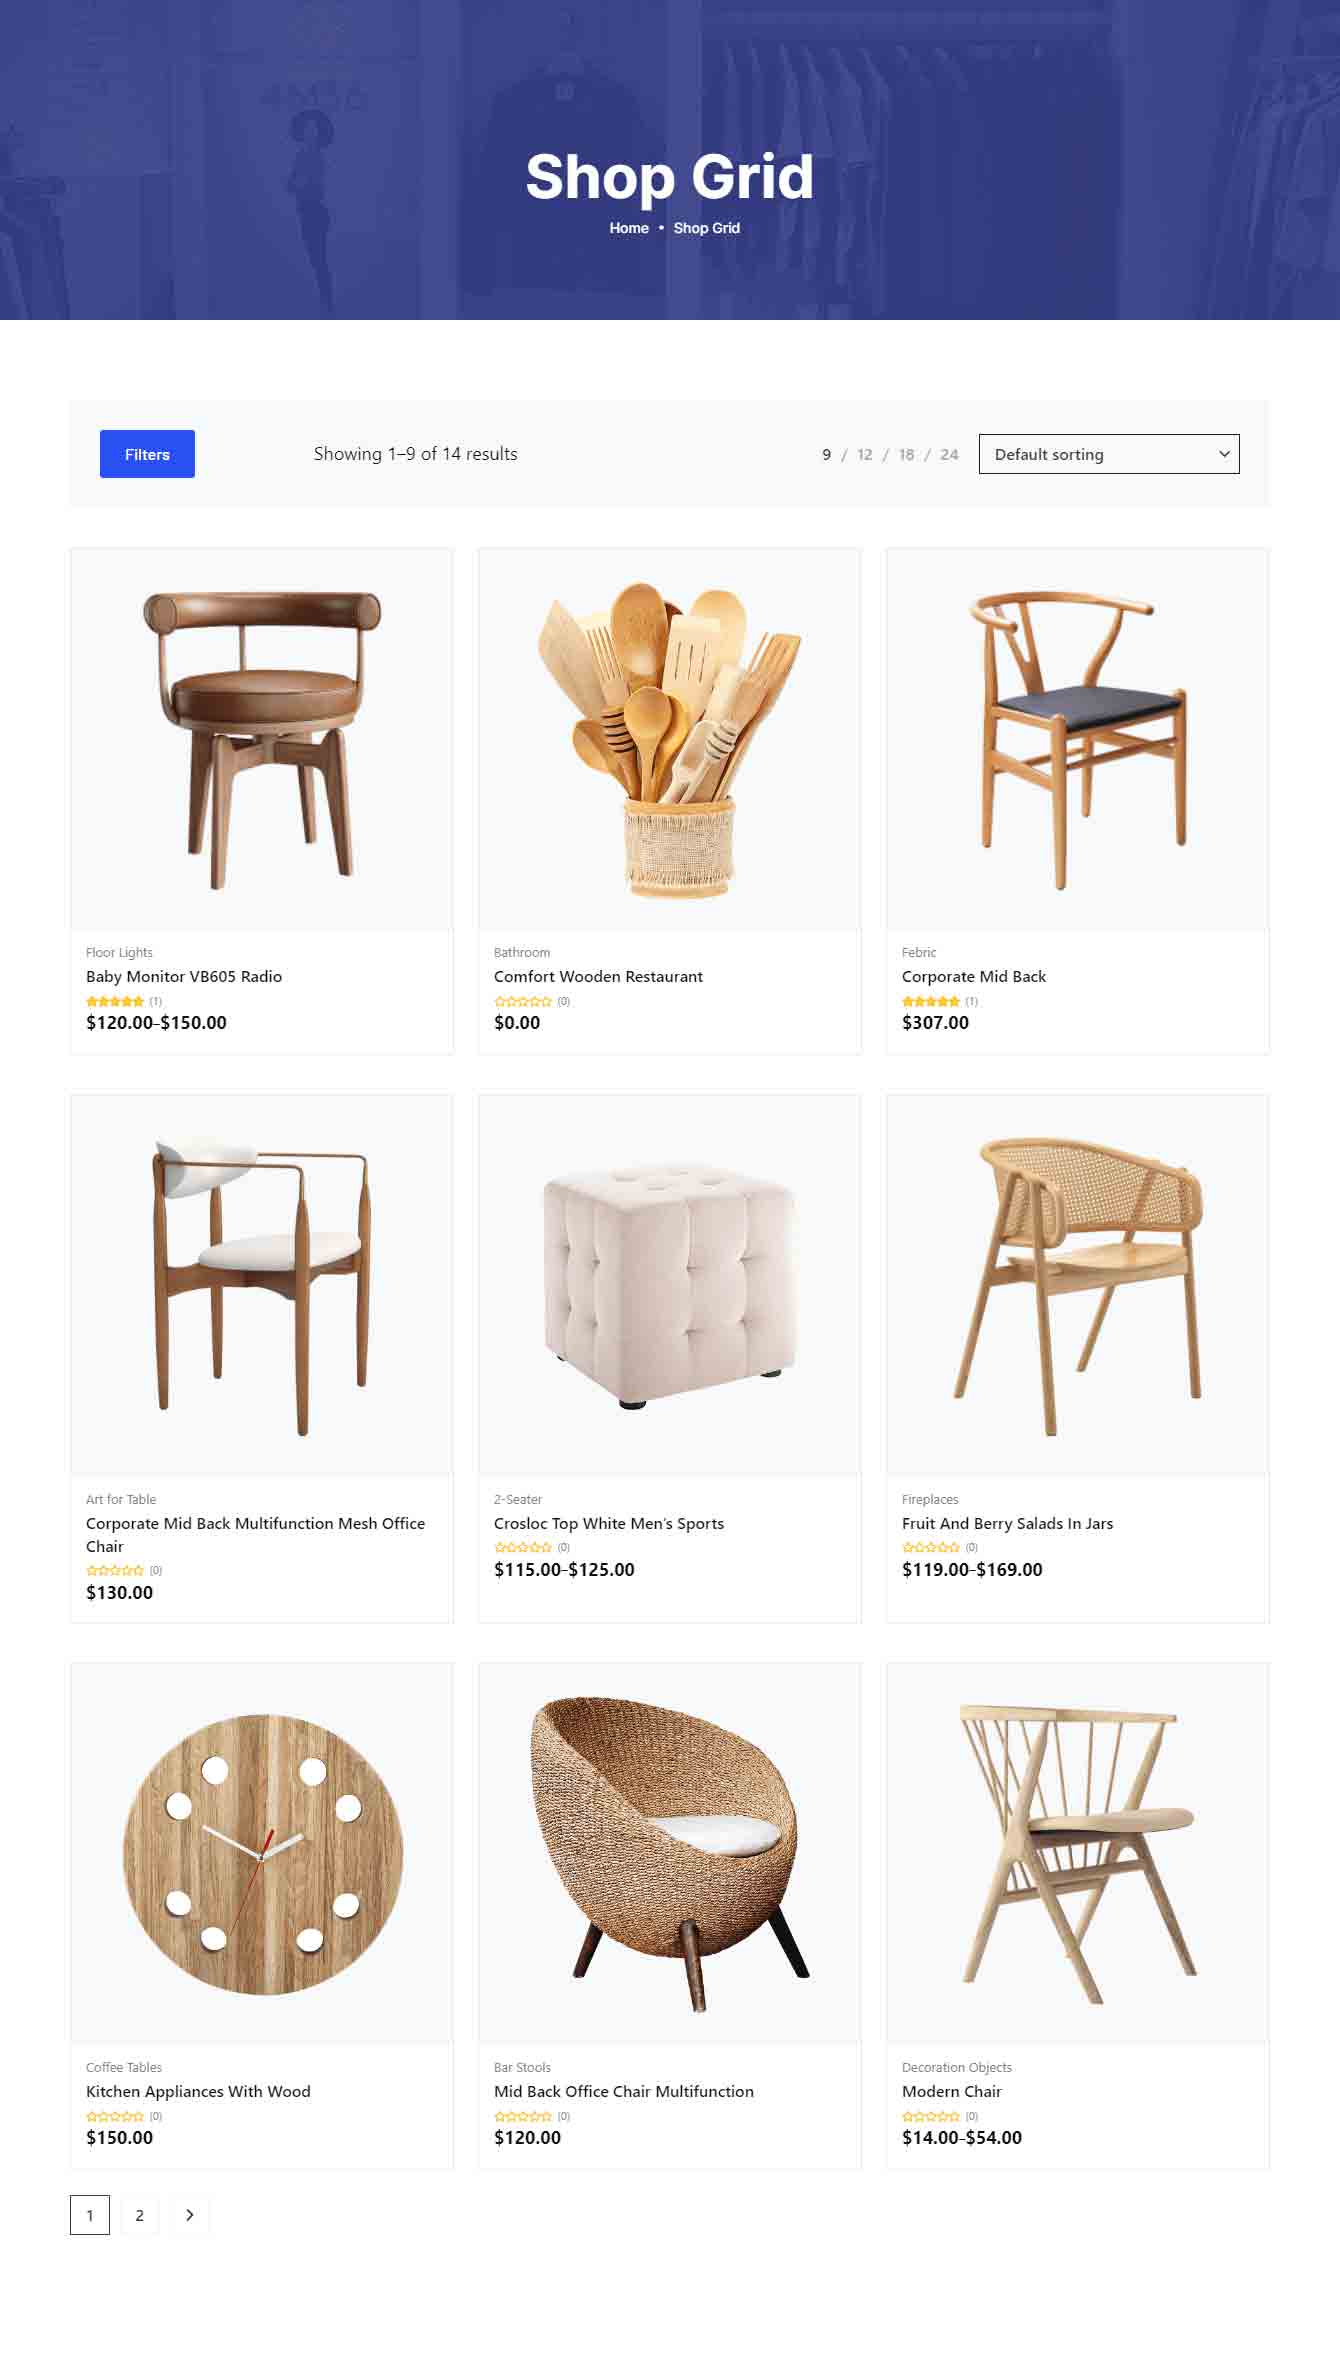 Shop Grid
Home • Shop Grid
Filters
Showing 1–9 of 14 results
9 / 12 / 18 / 24
Default sorting
Floor Lights
Baby Monitor VB605 Radio
(1)
$120.00–$150.00
Bathroom
Comfort Wooden Restaurant
(0)
$0.00
Febric
Corporate Mid Back
(1)
$307.00
Art for Table
Corporate Mid Back Multifunction Mesh Office
Chair
(0)
$130.00
2-Seater
Crosloc Top White Men's Sports
(0)
$115.00–$125.00
Fireplaces
Fruit And Berry Salads In Jars
(0)
$119.00–$169.00
Coffee Tables
Kitchen Appliances With Wood
(0)
$150.00
Bar Stools
Mid Back Office Chair Multifunction
(0)
$120.00
Decoration Objects
Modern Chair
(0)
$14.00–$54.00
1 2